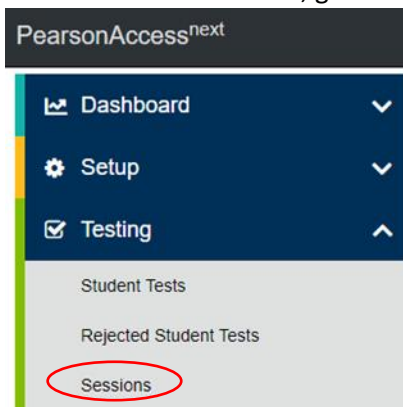 PearsonAccessnext
Dashboard
Setup
Testing
Student Tests
Rejected Student Tests
Sessions